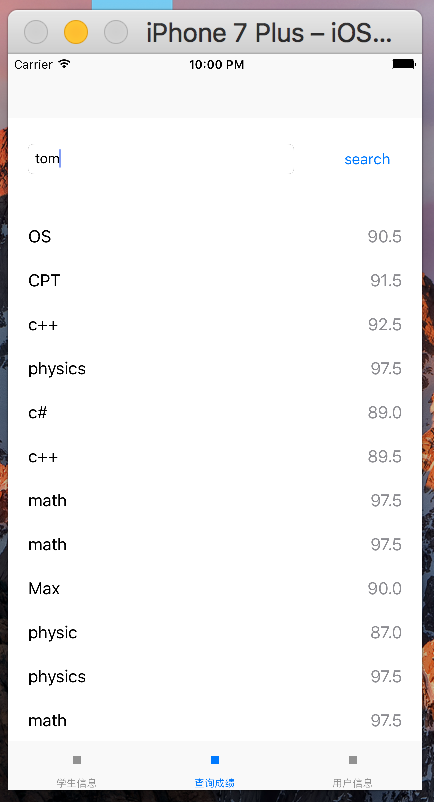 iPhone 7 Plus – iOS...
Carrier 10:00 PM
tom search
OS 90.5
CPT 91.5
c++ 92.5
physics 97.5
c# 89.0
c++ 89.5
math 97.5
math 97.5
Max 90.0
physic 87.0
physics 97.5
math 97.5
学生信息 查询成绩 用户信息